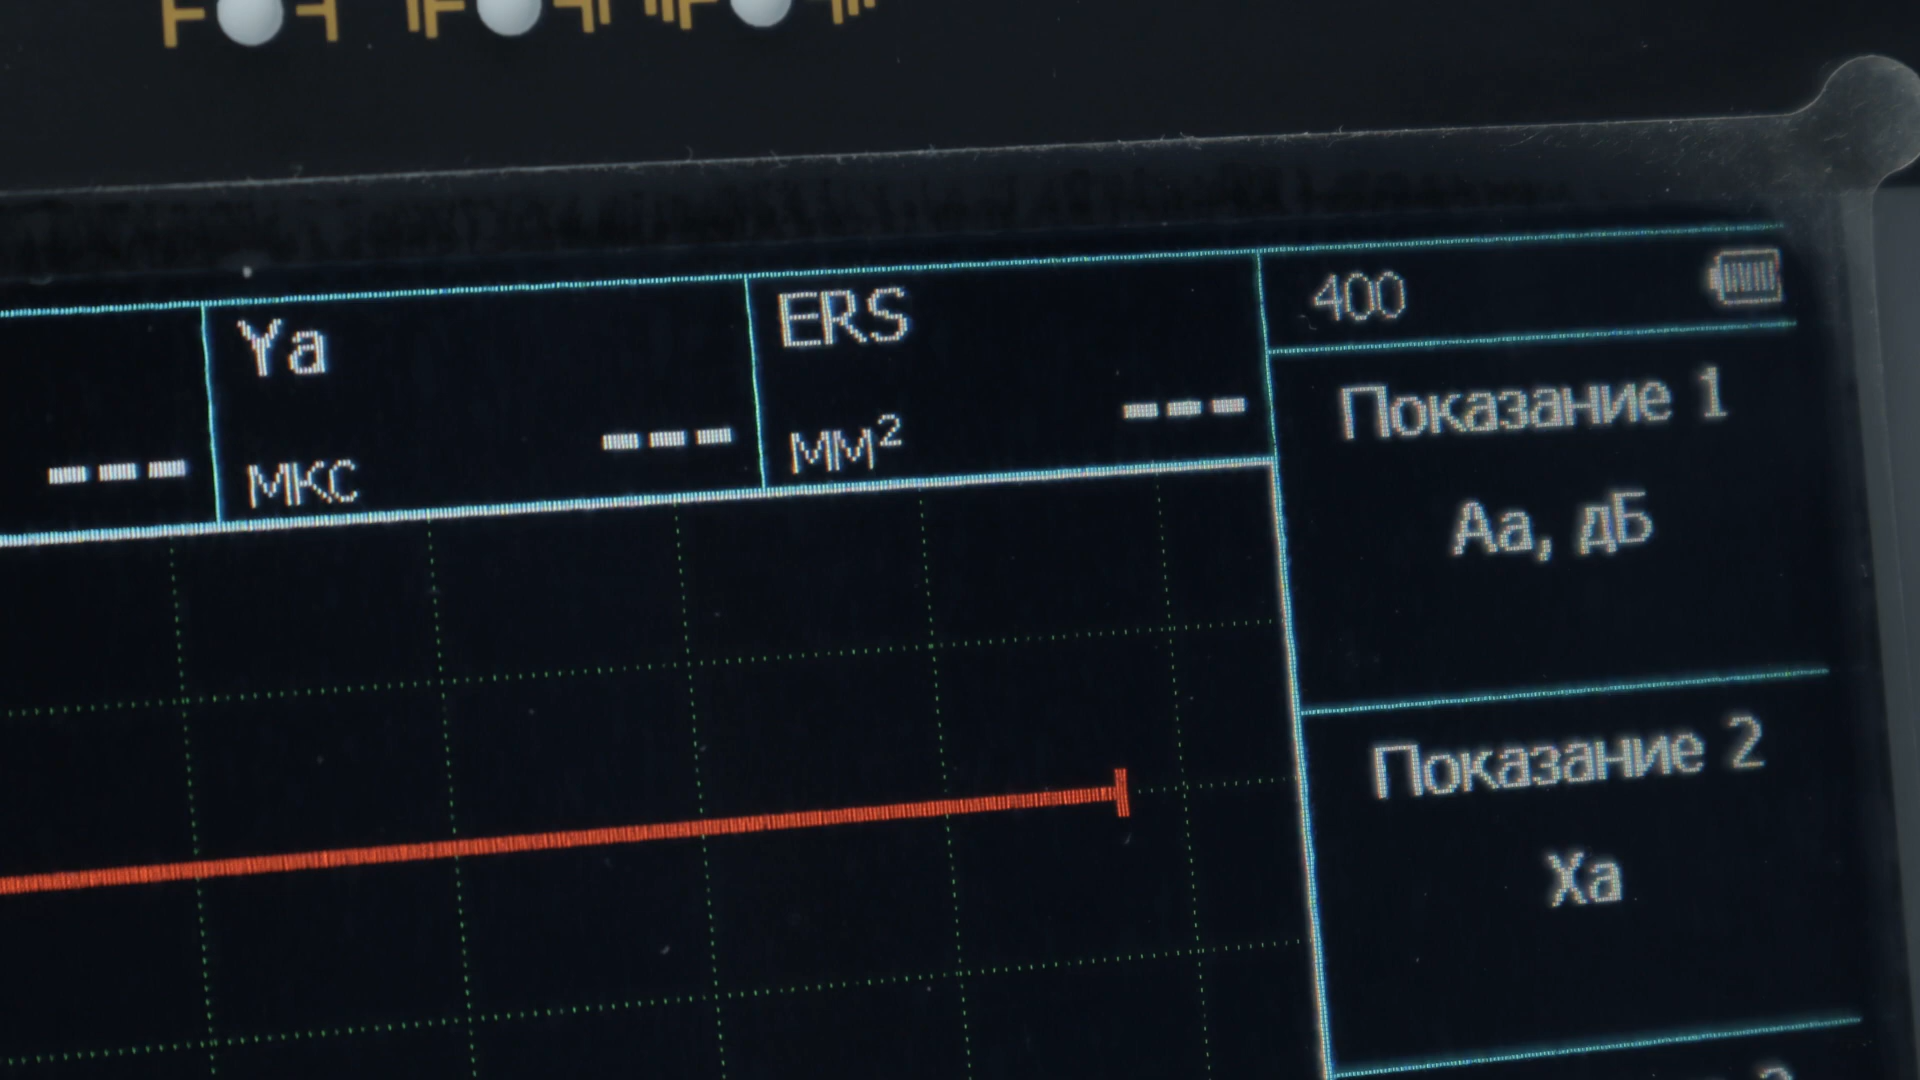 Ya
---
мкс
---
ERS
---
мм²
400
Показание 1
Аа, дБ
Показание 2
Ха